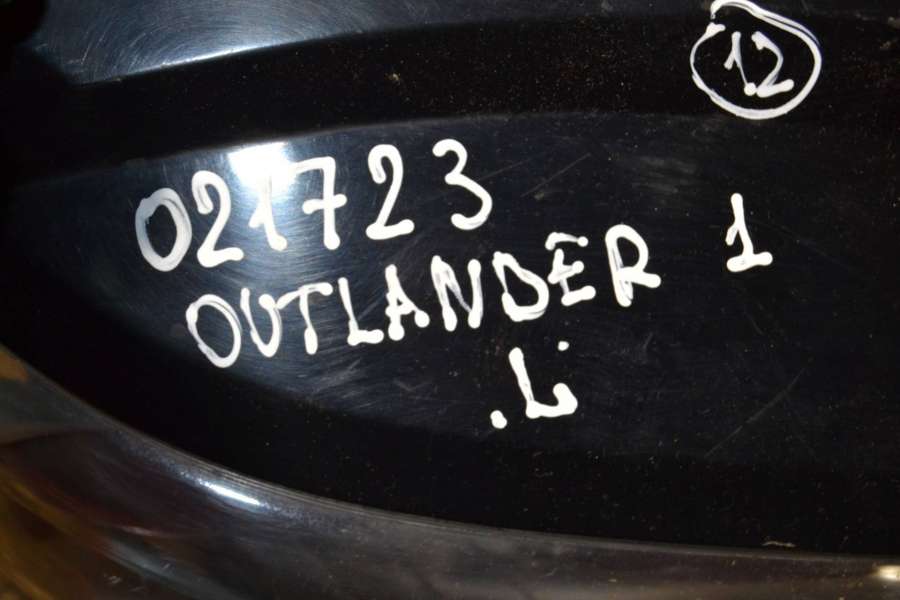 12
021723
OUTLANDER 1
.L.